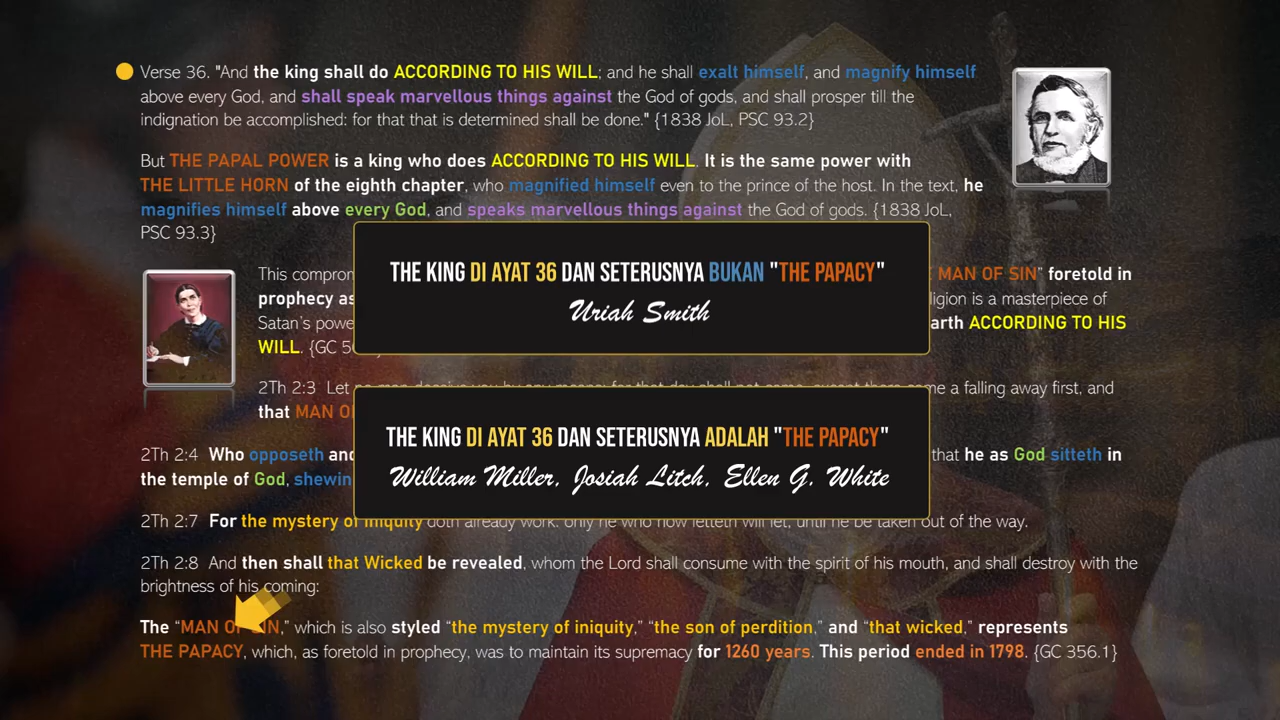 Verse 36. "And the king shall do ACCORDING TO HIS WILL; and he shall exalt himself, and magnify himself
above every God, and shall speak marvellous things against the God of gods, and shall prosper till the
indignation be accomplished: for that that is determined shall be done." {1838 JoL, PSC 93.2}
But THE PAPAL POWER is a king who does ACCORDING TO HIS WILL. It is the same power with
THE LITTLE HORN of the eighth chapter, who magnified himself even to the prince of the host. In the text, he
magnifies himself above every God, and speaks marvellous things against the God of gods. {1838 JoL,
PSC 93.3}
THE KING DI AYAT 36 DAN SETERUSNYA BUKAN "THE PAPACY"
Uriah Smith
This MAN OF SIN" foretold in
prophecy is a masterpiece of
Satan's ACCORDING TO HIS
WILL. {GC
THE KING DI AYAT 36 DAN SETERUSNYA ADALAH "THE PAPACY"
William Miller, Josiah Litch, Ellen G. White
2Th 2:3 Let a falling away first, and
that MAN
2Th 2:4 Who opposeth and that he as God sitteth in
the temple of God,
2Th 2:7 For the mystery of iniquity doth already work: only he who now letteth will let, until he be taken out of the way.
2Th 2:8 And then shall that Wicked be revealed, whom the Lord shall consume with the spirit of his mouth, and shall destroy with the
brightness of his coming:
The “MAN OF SIN,” which is also styled “the mystery of iniquity,” “the son of perdition,” and “that wicked,” represents
THE PAPACY, which, as foretold in prophecy, was to maintain its supremacy for 1260 years. This period ended in 1798. {GC 356.1}